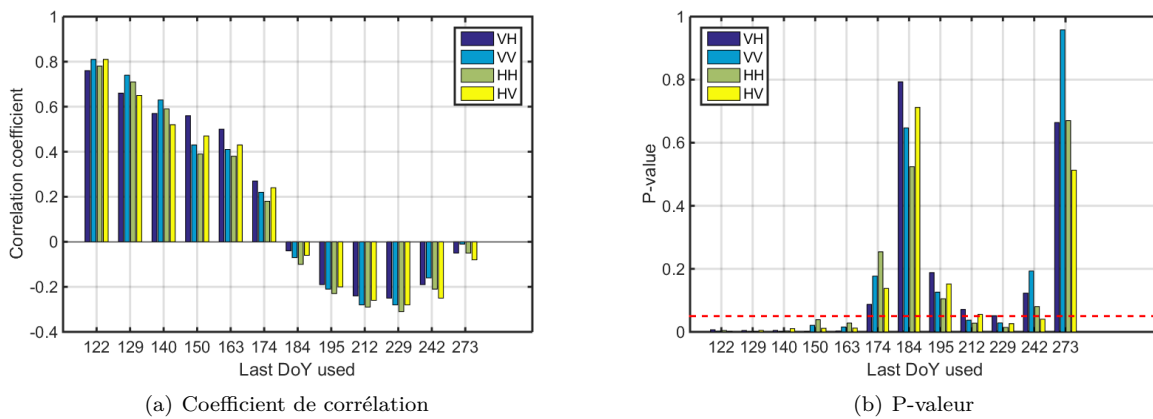 1
0.8
0.6
0.4
0.2
0
-0.2
-0.4
Correlation coefficient
VH
VV
HH
HV
122 129 140 150 163 174 184 195 212 229 242 273
Last DoY used
(a) Coefficient de corrélation
1
0.8
0.6
0.4
0.2
0
P-value
VH
VV
HH
HV
122 129 140 150 163 174 184 195 212 229 242 273
Last DoY used
(b) P-valeur